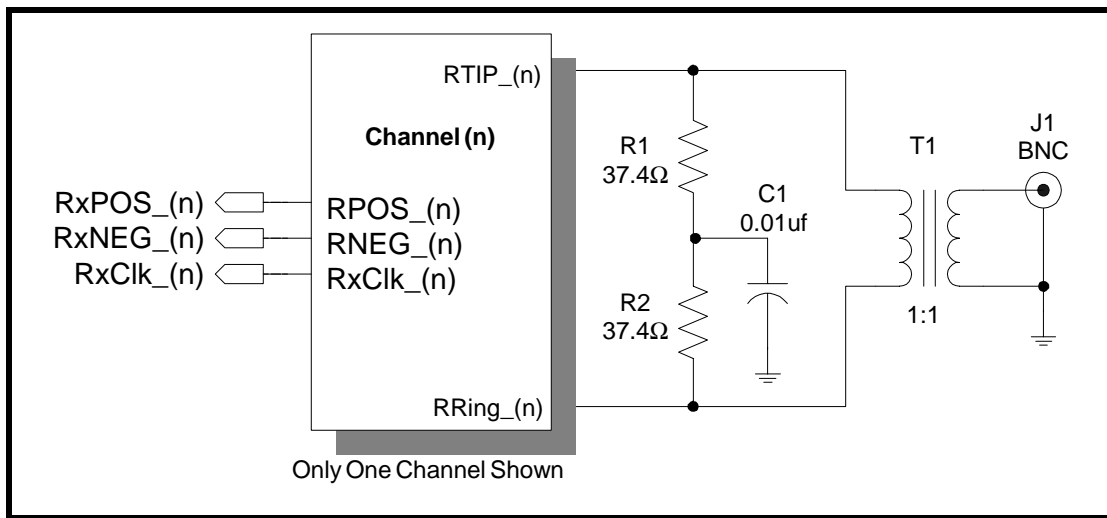 RTIP_(n)
Channel (n)
RxPOS_(n)
RxNEG_(n)
RxClk_(n)
RPOS_(n)
RNEG_(n)
RxClk_(n)
RRing_(n)
Only One Channel Shown
R1
37.4Ω
C1
0.01uf
R2
37.4Ω
T1
1:1
J1
BNC